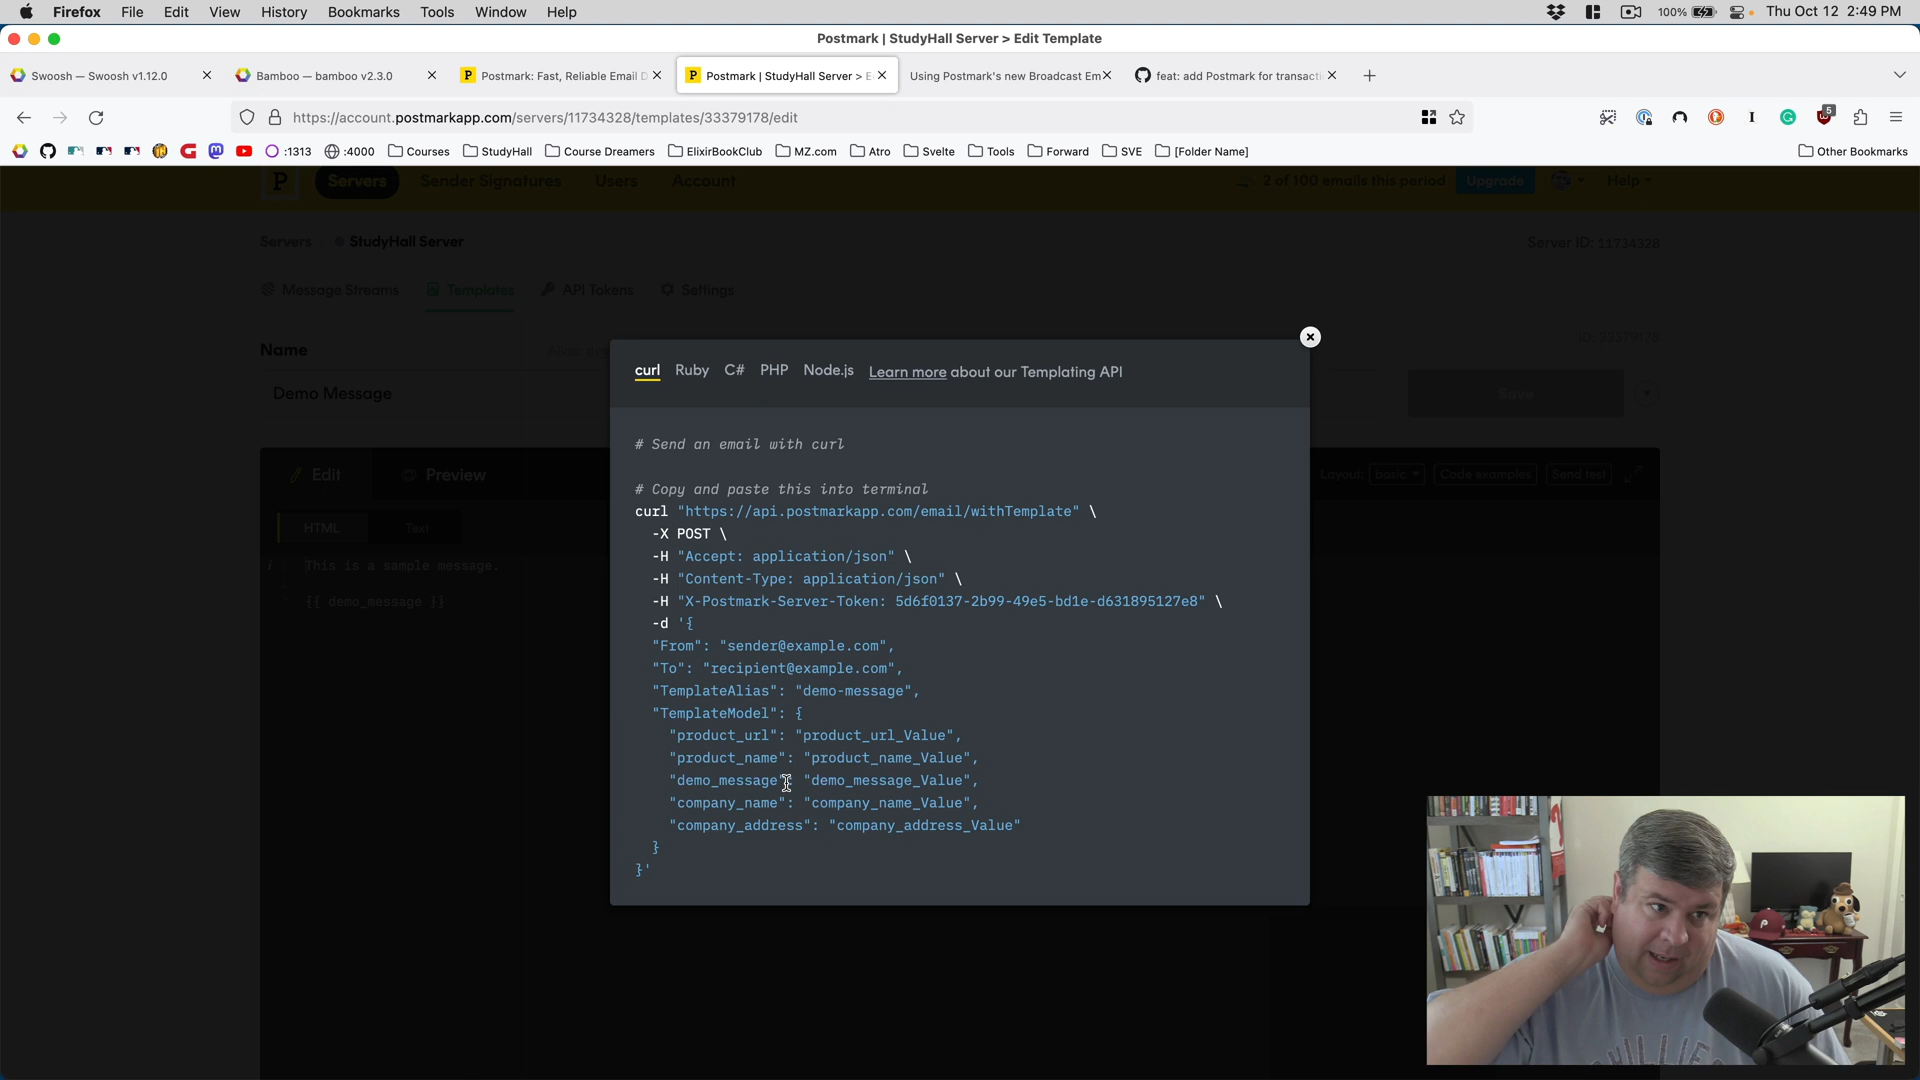 Firefox File Edit View History Bookmarks Tools Window Help
100% Thu Oct 12 2:49 PM
Postmark | StudyHall Server > Edit Template
Swoosh — Swoosh v1.12.0
Bamboo — bamboo v2.3.0
Postmark: Fast, Reliable Email D
Postmark | StudyHall Server > E
Using Postmark's new Broadcast Em
feat: add Postmark for transacti
https://account.postmarkapp.com/servers/11734328/templates/33379178/edit
5
:1313 :4000 Courses StudyHall Course Dreamers ElixirBookClub MZ.com Atro Svelte Tools Forward SVE [Folder Name] Other Bookmarks
P Servers Sender Signatures Users Account 2 of 100 emails this period Upgrade Help
Servers StudyHall Server Server ID: 11734328
Message Streams Templates API Tokens Settings
Name ID: 33379178
Demo Message Save
Edit Preview Layout: basic Code examples Send test
HTML Text
This is a sample message.
{{ demo_message }}
curl Ruby C# PHP Node.js Learn more about our Templating API
# Send an email with curl
# Copy and paste this into terminal
curl "https://api.postmarkapp.com/email/withTemplate" \
-X POST \
-H "Accept: application/json" \
-H "Content-Type: application/json" \
-H "X-Postmark-Server-Token: 5d6f0137-2b99-49e5-bd1e-d631895127e8" \
-d '{
"From": "sender@example.com",
"To": "recipient@example.com",
"TemplateAlias": "demo-message",
"TemplateModel": {
"product_url": "product_url_Value",
"product_name": "product_name_Value",
"demo_message": "demo_message_Value",
"company_name": "company_name_Value",
"company_address": "company_address_Value"
}
}'